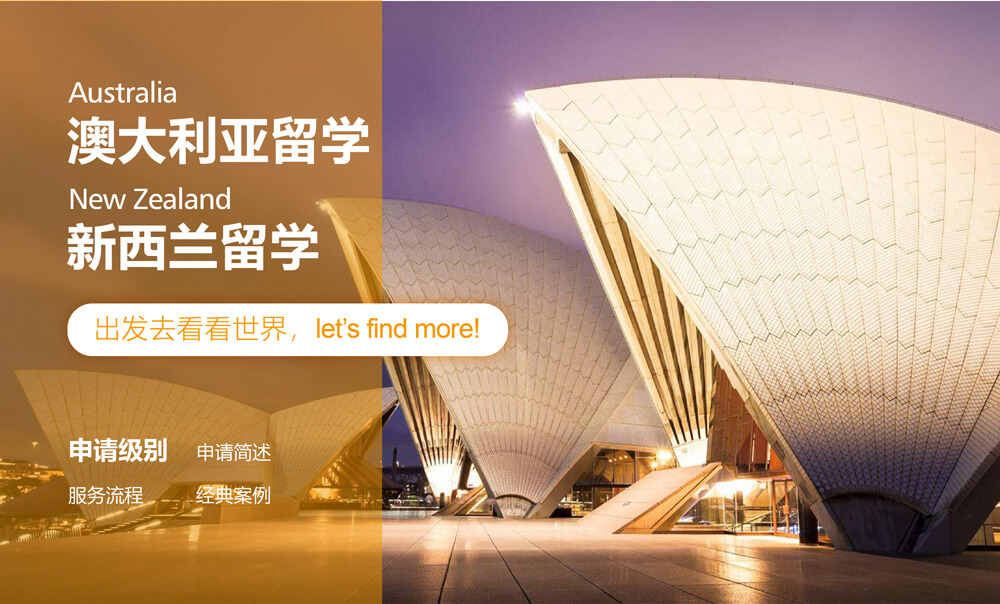 Australia
澳大利亚留学
New Zealand
新西兰留学
出发去看看世界，let's find more!
申请级别 申请简述
服务流程 经典案例